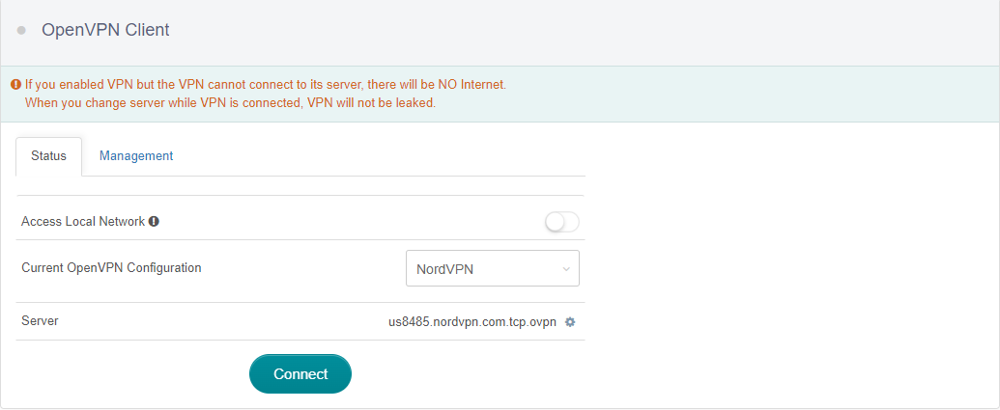 OpenVPN Client
If you enabled VPN but the VPN cannot connect to its server, there will be NO Internet.
When you change server while VPN is connected, VPN will not be leaked.
Status Management
Access Local Network
Current OpenVPN Configuration NordVPN
Server us8485.nordvpn.com.tcp.ovpn
Connect